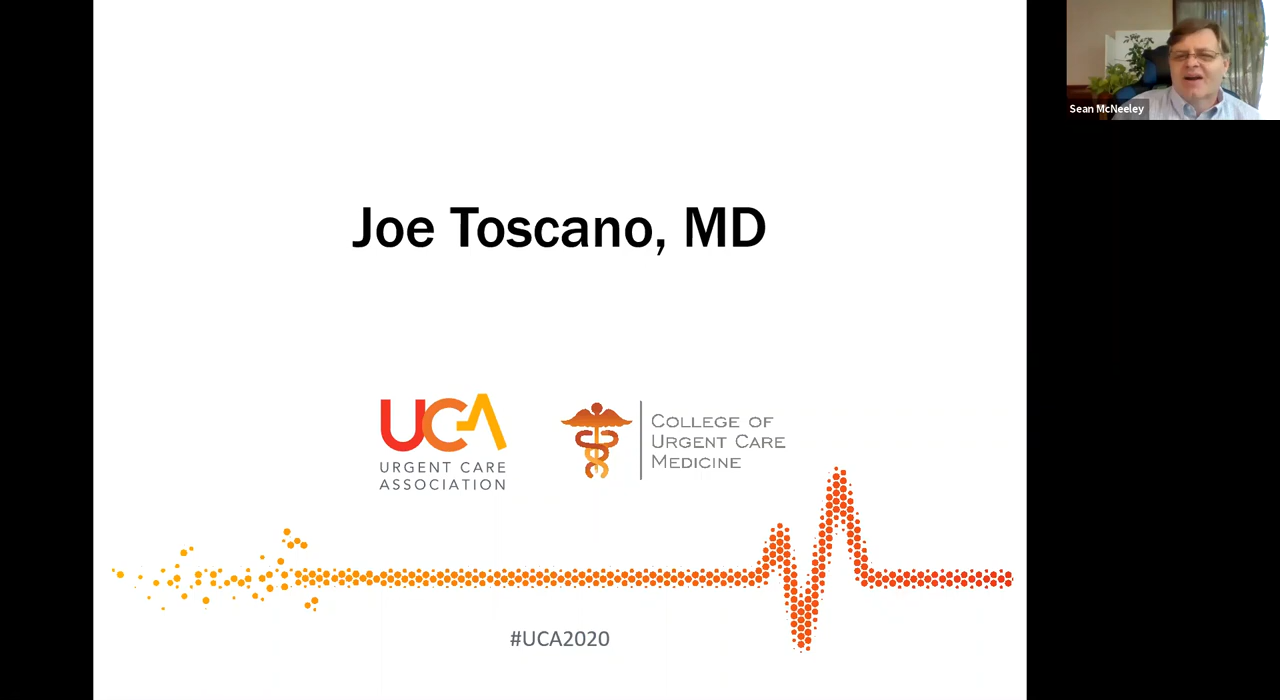 Sean McNeeley
Joe Toscano, MD
UCA
URGENT CARE
ASSOCIATION
COLLEGE OF
URGENT CARE
MEDICINE
#UCA2020